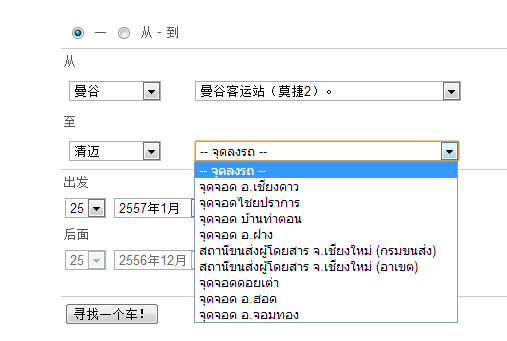 一 从 - 到
从
曼谷 曼谷客运站（莫捷2）。
至
清迈 -- จุดลงรถ --
-- จุดลงรถ --
จุดจอด อ.เชียงดาว
จุดจอดไชยปราการ
จุดจอด บ้านท่าตอน
จุดจอด อ.ฝาง
สถานีขนส่งผู้โดยสาร จ.เชียงใหม่ (กรมขนส่ง)
สถานีขนส่งผู้โดยสาร จ.เชียงใหม่ (อาเขต)
จุดจอดดอยเต่า
จุดจอด อ.ฮอด
จุดจอด อ.จอมทอง
出发
25 2557年1月
后面
25 2556年12月
寻找一个车！